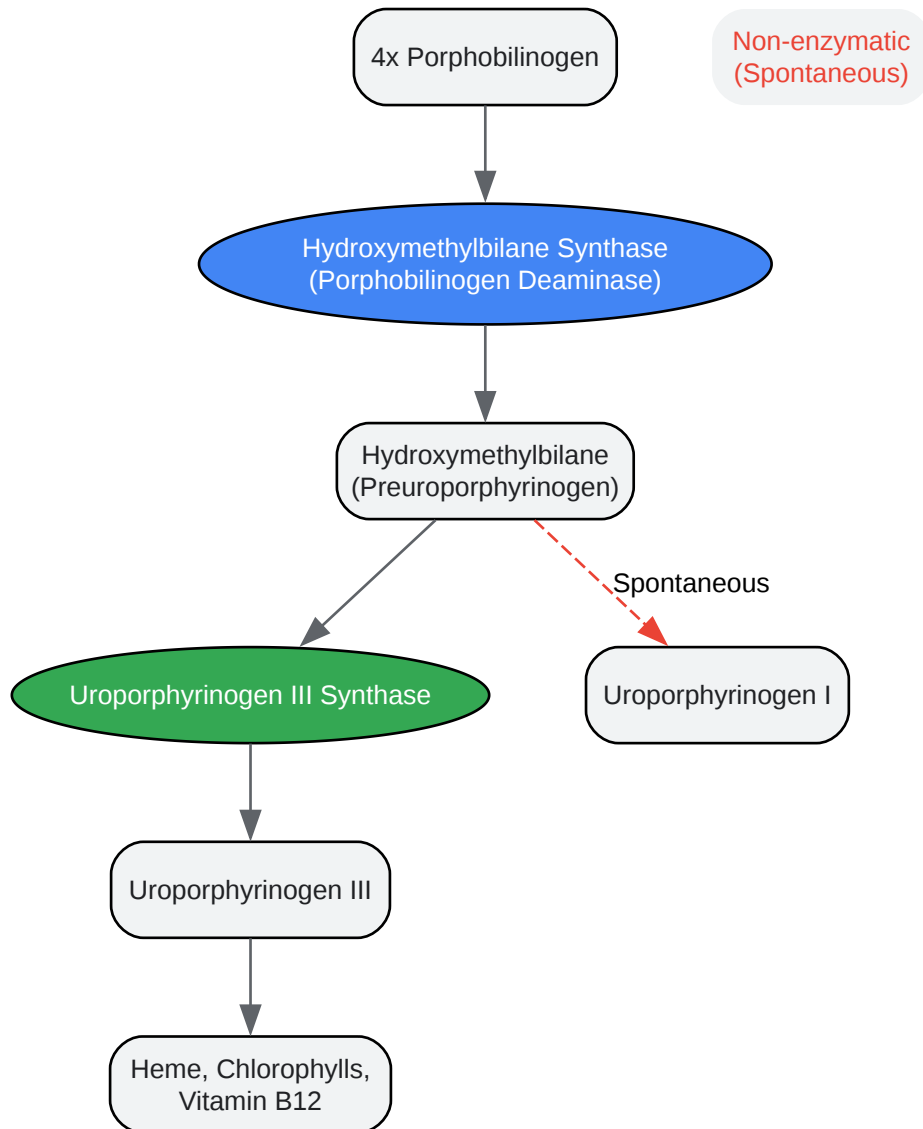 4x Porphobilinogen
Non-enzymatic
(Spontaneous)
Hydroxymethylbilane Synthase
(Porphobilinogen Deaminase)
Hydroxymethylbilane
(Preuroporphyrinogen)
Spontaneous
Uroporphyrinogen III Synthase
Uroporphyrinogen I
Uroporphyrinogen III
Heme, Chlorophylls,
Vitamin B12